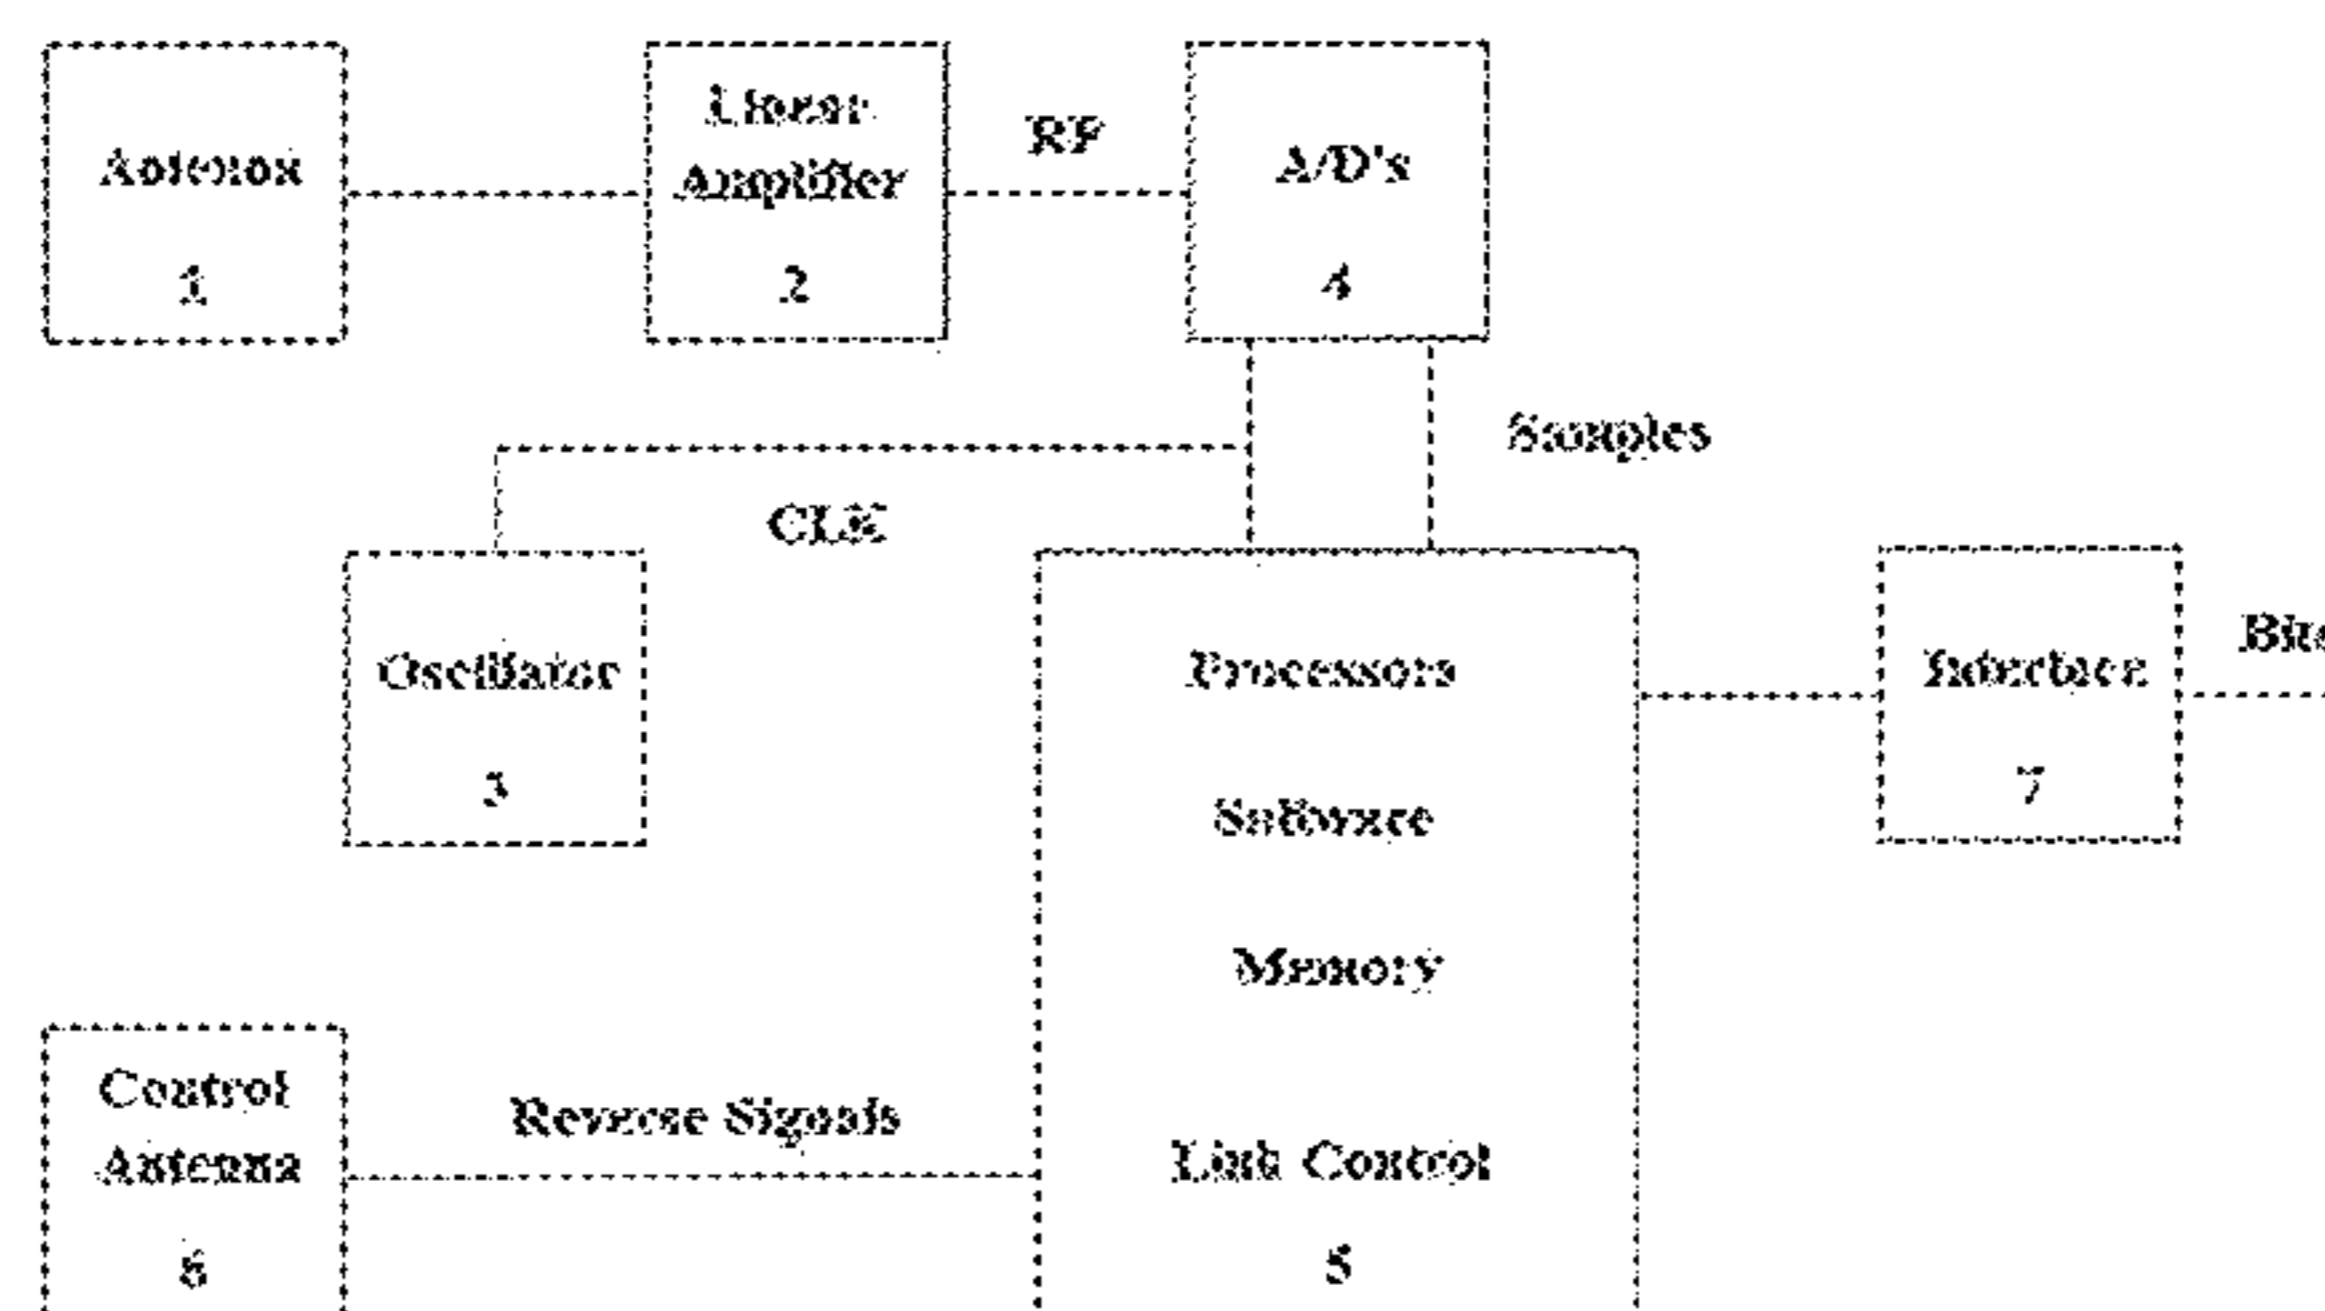 Antenna
1
Linear
Amplifier
2
RF
A/D's
4
Samples
CLK
Oscillator
3
Processors
Software
Memory
Link Control
5
Interface
7
Control
Antenna
6
Reverse Signals